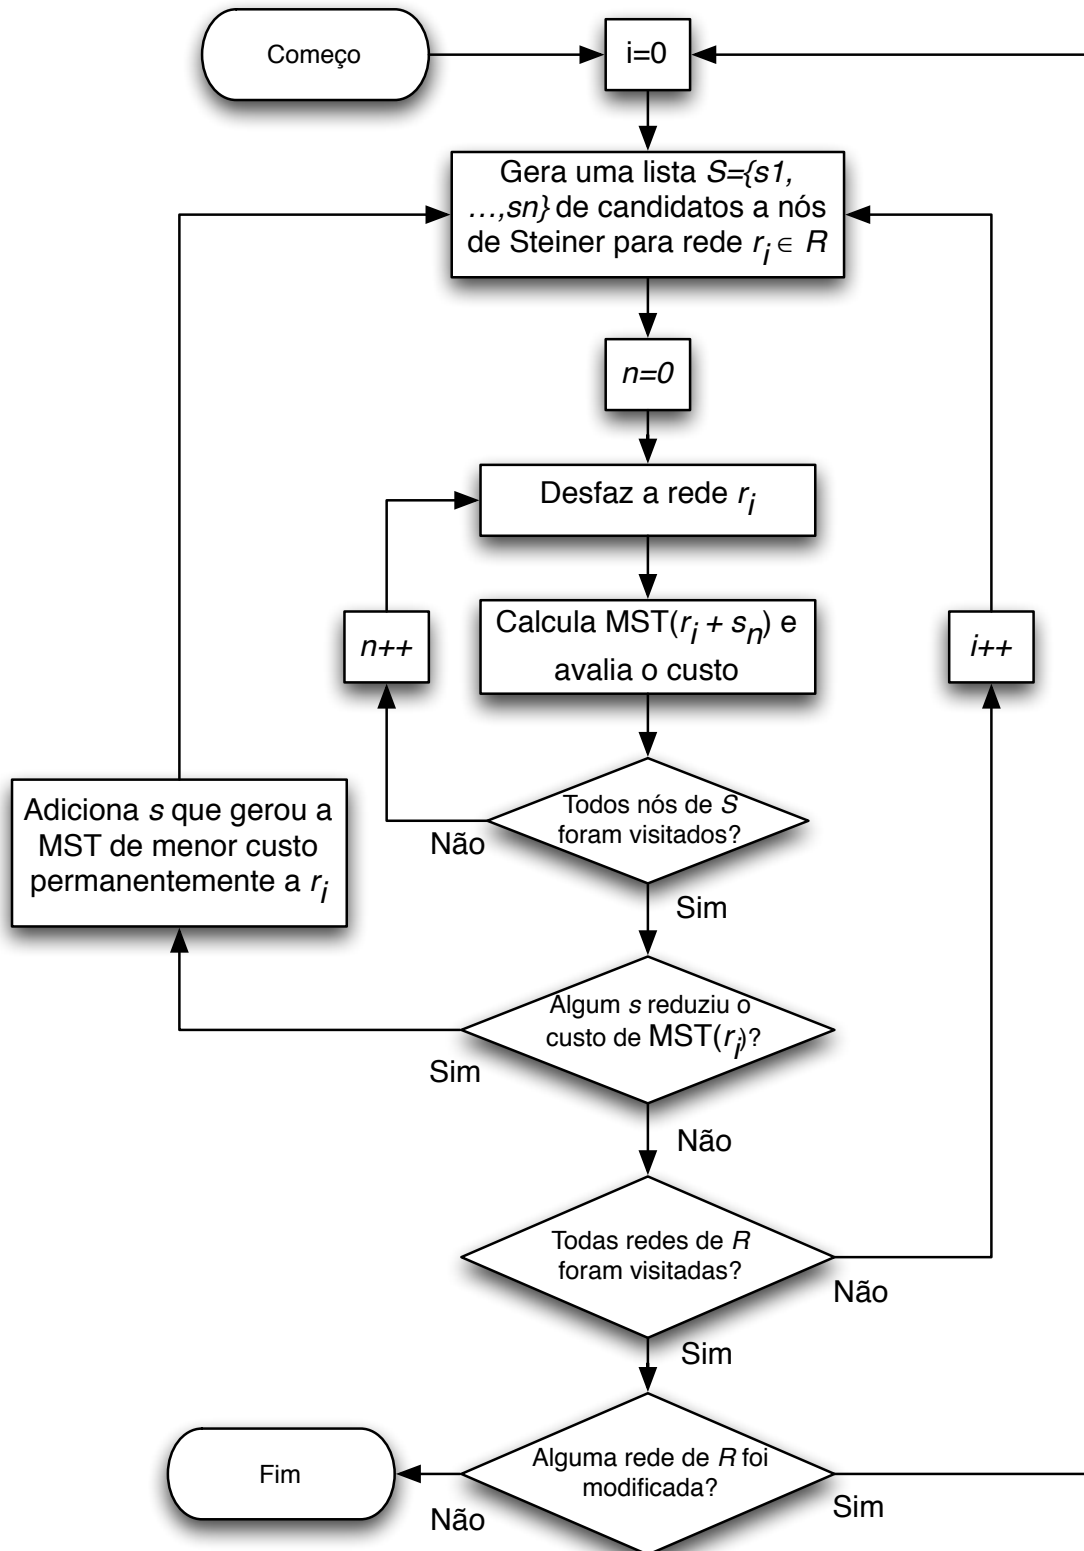 Começo
i=0
Gera uma lista S={s1,
...,sn} de candidatos a nós
de Steiner para rede ri ∈ R
n=0
Desfaz a rede ri
Calcula MST(ri + sn) e
avalia o custo
n++
i++
Todos nós de S
foram visitados?
Não
Sim
Adiciona s que gerou a
MST de menor custo
permanentemente a ri
Algum s reduziu o
custo de MST(ri)?
Sim
Não
Todas redes de R
foram visitadas?
Não
Sim
Alguma rede de R foi
modificada?
Não
Sim
Fim